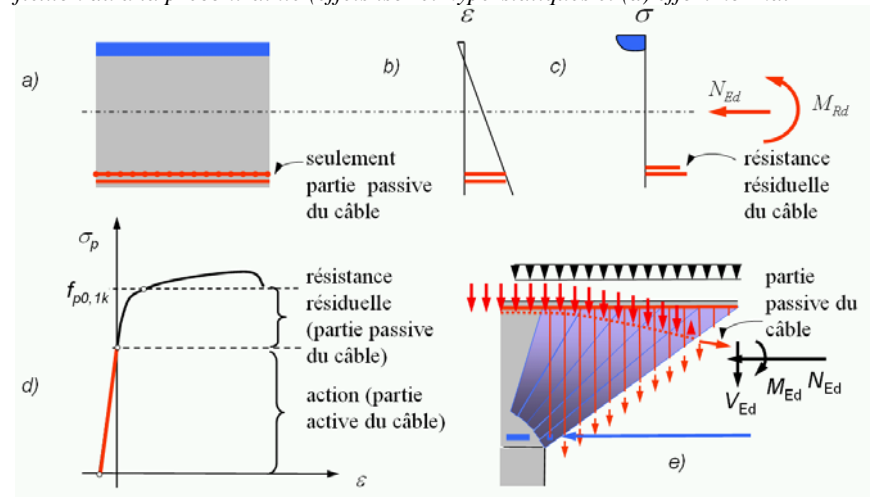 ε
σ
a)
b)
c)
N_Ed
M_Rd
seulement
partie passive
du câble
résistance
résiduelle
du câble
σ_p
f_p0,1k
résistance
résiduelle
(partie passive
du câble)
action (partie
active du câble)
d)
ε
partie
passive du
câble
V_Ed
M_Ed
N_Ed
e)